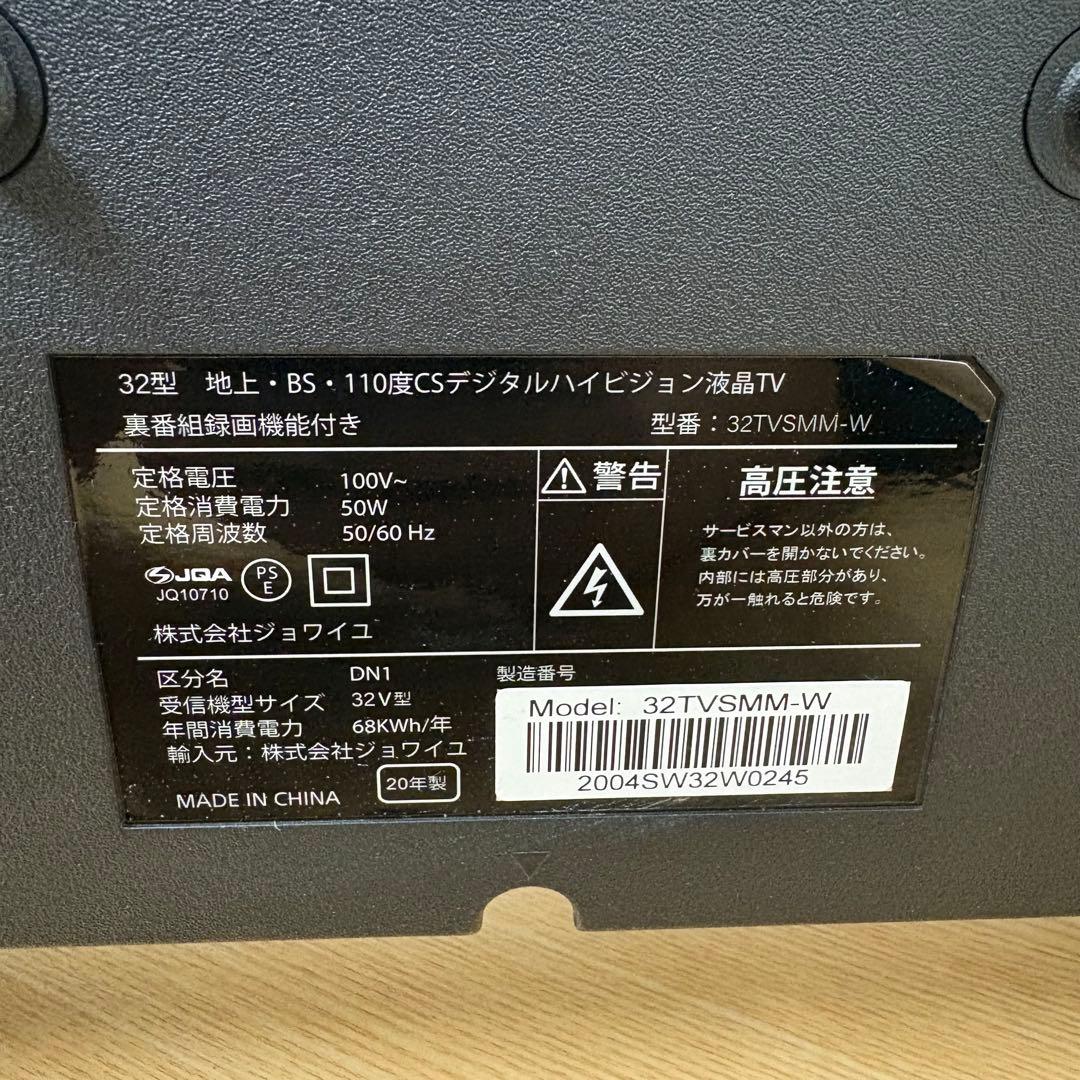 32型 地上・BS・110度CSデジタルハイビジョン液晶TV
裏番組録画機能付き 型番：32TVSMM-W
定格電圧 100V~
定格消費電力 50W
定格周波数 50/60 Hz
JQA
JQ10710
PS
E
株式会社ジョワイユ
警告
高圧注意
サービスマン以外の方は、
裏カバーを開かないでください。
内部には高圧部分があり、
万が一触れると危険です。
区分名 DN1
受信機型サイズ 32V型
年間消費電力 68KWh/年
輸入元：株式会社ジョワイユ
20年製
MADE IN CHINA
製造番号
Model: 32TVSMM-W
2004SW32W0245